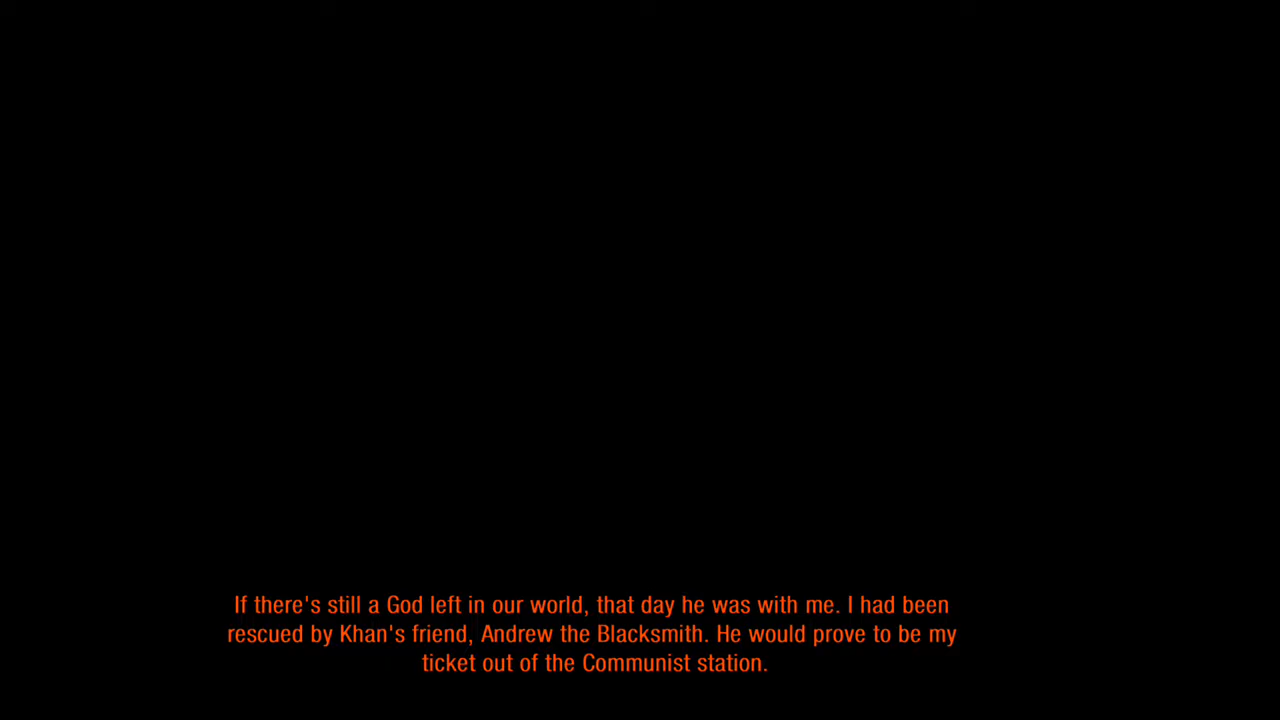 If there's still a God left in our world, that day he was with me. I had been
rescued by Khan's friend, Andrew the Blacksmith. He would prove to be my
ticket out of the Communist station.